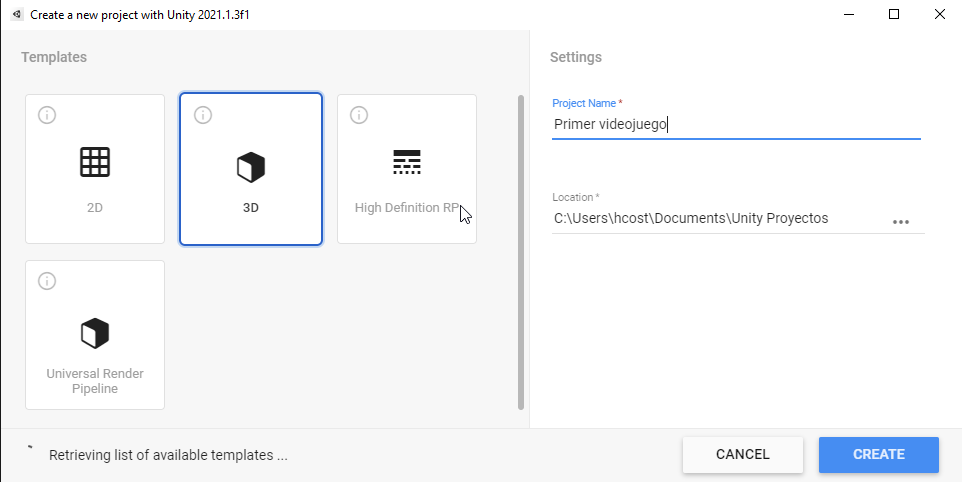 Create a new project with Unity 2021.1.3f1
Templates
Settings
2D
3D
High Definition RP
Universal Render
Pipeline
Project Name *
Primer videojuego
Location *
C:\Users\hcost\Documents\Unity Proyectos
...
Retrieving list of available templates ...
CANCEL
CREATE